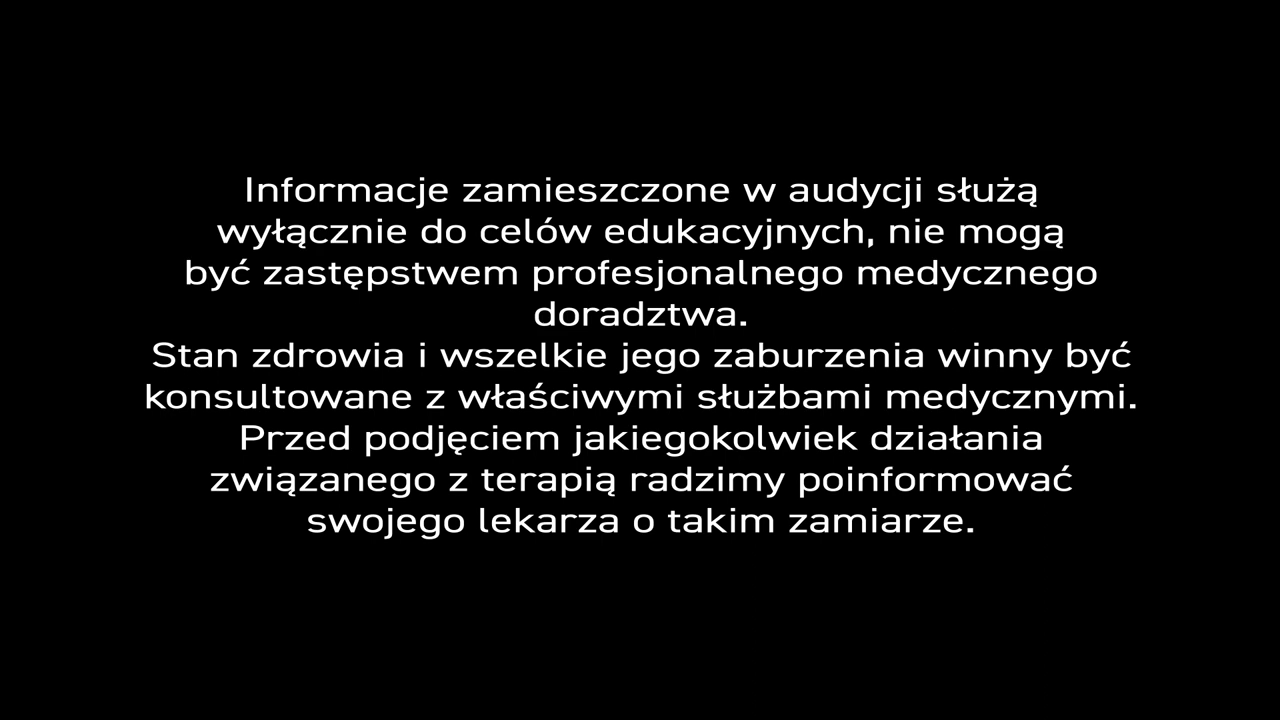 Informacje zamieszczone w audycji służą
wyłącznie do celów edukacyjnych, nie mogą
być zastępstwem profesjonalnego medycznego
doradztwa.
Stan zdrowia i wszelkie jego zaburzenia winny być
konsultowane z właściwymi służbami medycznymi.
Przed podjęciem jakiegokolwiek działania
związanego z terapią radzimy poinformować
swojego lekarza o takim zamiarze.